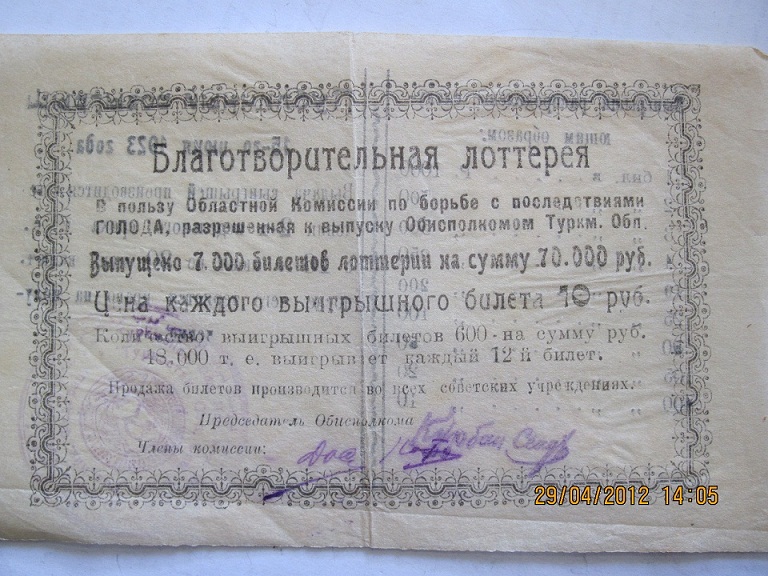 Благотворительная лоттерея
в пользу Областной Комиссии по борьбе с последствиями
ГОЛОДА, разрешенная к выпуску Обисполкомом Туркм. Обл.
Выпущено 7.000 билетов лоттереи на сумму 70.000 руб.
Цена каждого выигрышного билета 10 руб.
Количество выигрышных билетов 600 на сумму руб.
48,000 т. е. выигрывает каждый 12-й билет.
Продажа билетов производится во всех советских учреждениях.
Председатель Обисполкома
Члены комиссии:
29/04/2012 14:05